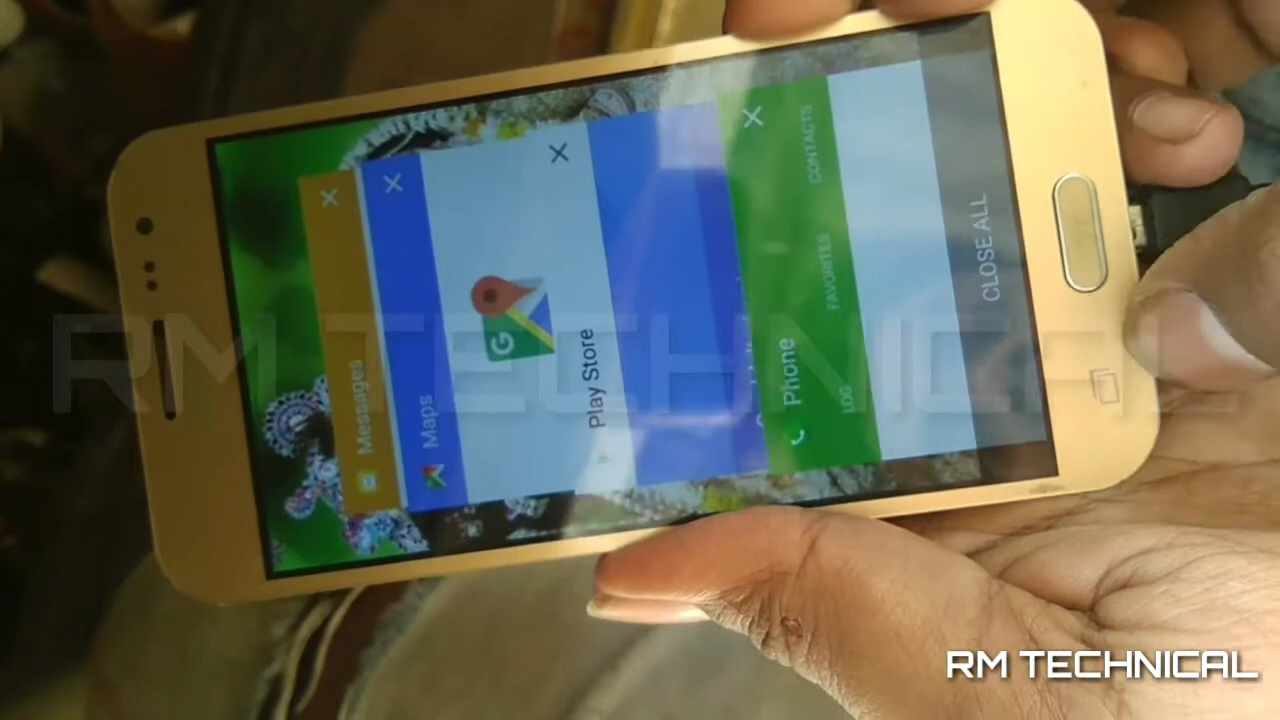 Messages
Maps
G
Play Store
Phone
LOG
FAVORITES
CONTACTS
CLOSE ALL
RM TECHNICAL
RM TECHNICAL